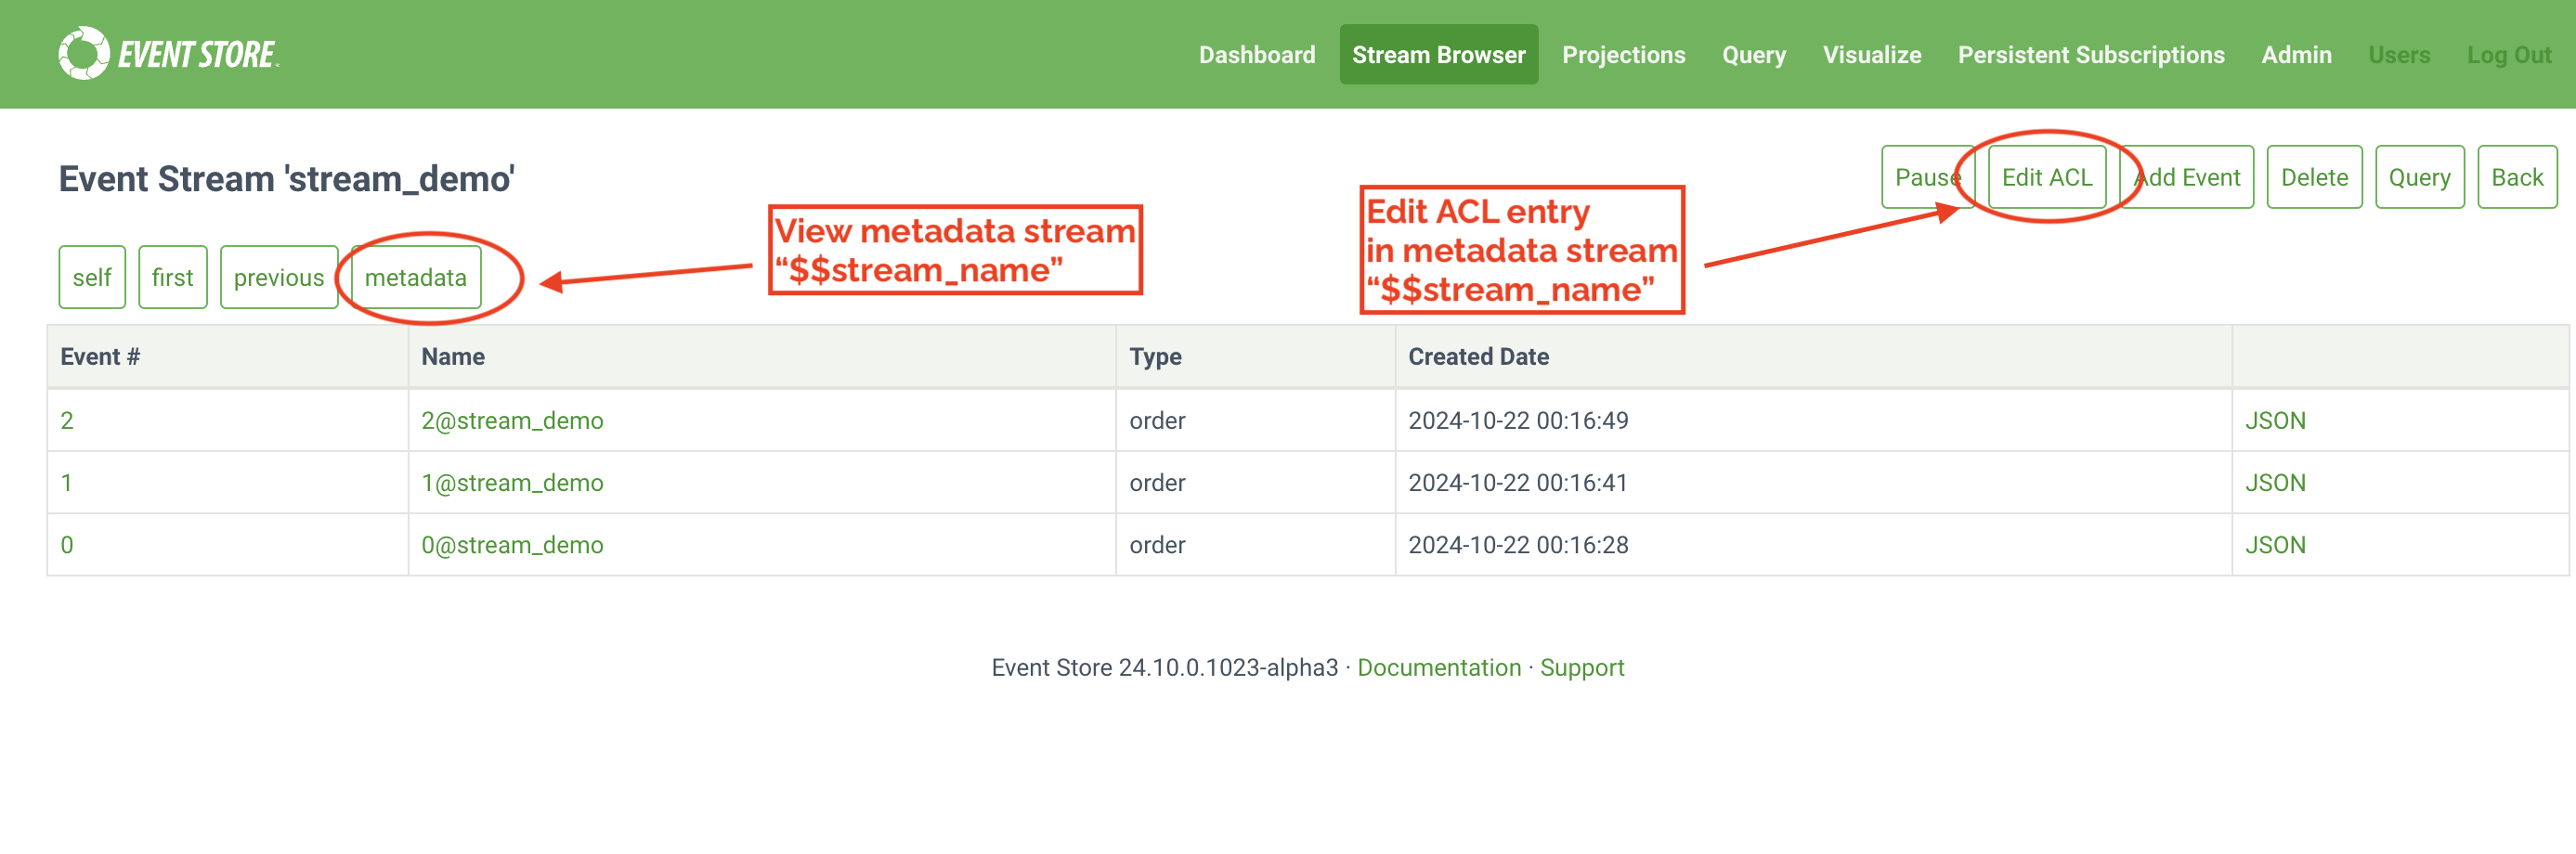 EVENT STORE
Dashboard Stream Browser Projections Query Visualize Persistent Subscriptions Admin Users Log Out
Event Stream 'stream_demo'
Pause Edit ACL Add Event Delete Query Back
View metadata stream
“$$stream_name”
Edit ACL entry
in metadata stream
“$$stream_name”
self first previous metadata
Event # Name Type Created Date
2 2@stream_demo order 2024-10-22 00:16:49 JSON
1 1@stream_demo order 2024-10-22 00:16:41 JSON
0 0@stream_demo order 2024-10-22 00:16:28 JSON
Event Store 24.10.0.1023-alpha3 · Documentation · Support